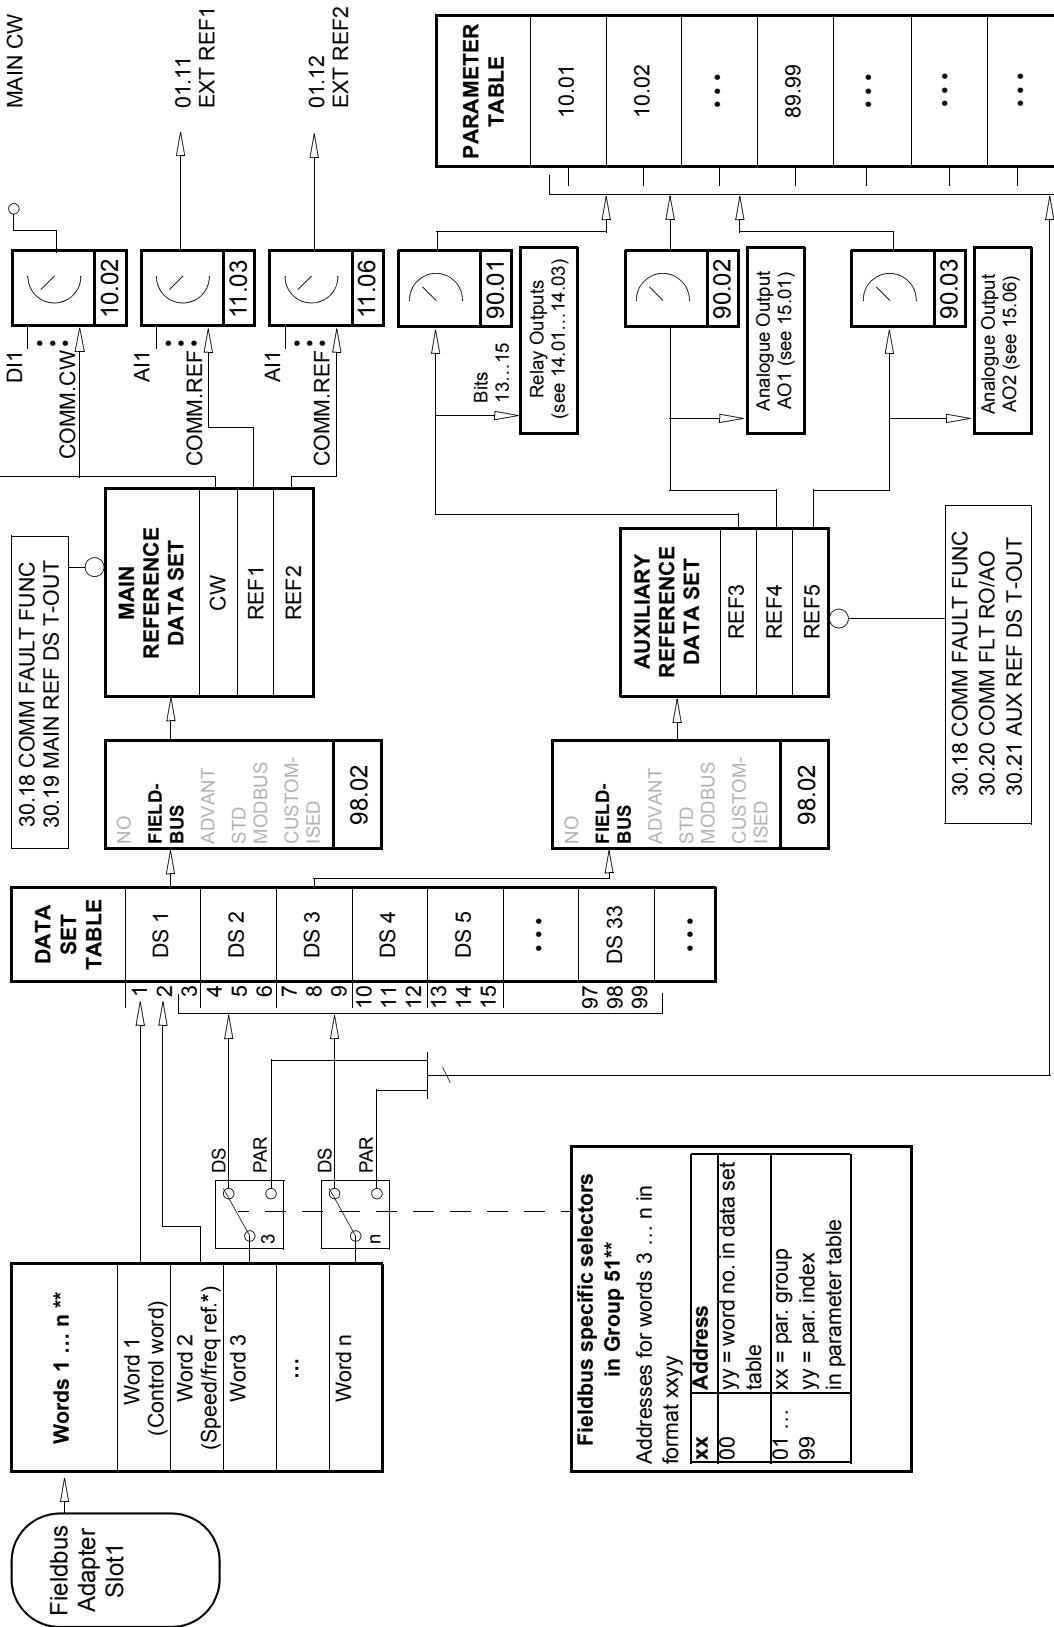 Fieldbus
Adapter
Slot1
Words 1 … n **
Word 1
(Control word)
Word 2
(Speed/freq ref.*)
Word 3
...
Word n
3
DS
PAR
n
DS
PAR
Fieldbus specific selectors
in Group 51**
Addresses for words 3 … n in
format xxyy
xx Address
00 yy = word no. in data set
table
01 …
99
xx = par. group
yy = par. index
in parameter table
DATA
SET
TABLE
1
2
3
DS 1
4
5
6
DS 2
7
8
9
DS 3
10
11
12
DS 4
13
14
15
DS 5
...
97
98
99
DS 33
...
NO
FIELD-
BUS
ADVANT
STD
MODBUS
CUSTOM-
ISED
98.02
NO
FIELD-
BUS
ADVANT
STD
MODBUS
CUSTOM-
ISED
98.02
30.18 COMM FAULT FUNC
30.19 MAIN REF DS T-OUT
MAIN
REFERENCE
DATA SET
CW
REF1
REF2
AUXILIARY
REFERENCE
DATA SET
REF3
REF4
REF5
30.18 COMM FAULT FUNC
30.20 COMM FLT RO/AO
30.21 AUX REF DS T-OUT
DI1
...
COMM.CW
10.02
MAIN CW
AI1
...
COMM.REF
11.03
01.11
EXT REF1
AI1
...
COMM.REF
11.06
01.12
EXT REF2
90.01
Bits
13…15
Relay Outputs
(see 14.01…14.03)
90.02
Analogue Output
AO1 (see 15.01)
90.03
Analogue Output
AO2 (see 15.06)
PARAMETER
TABLE
10.01
10.02
...
89.99
...
...
...